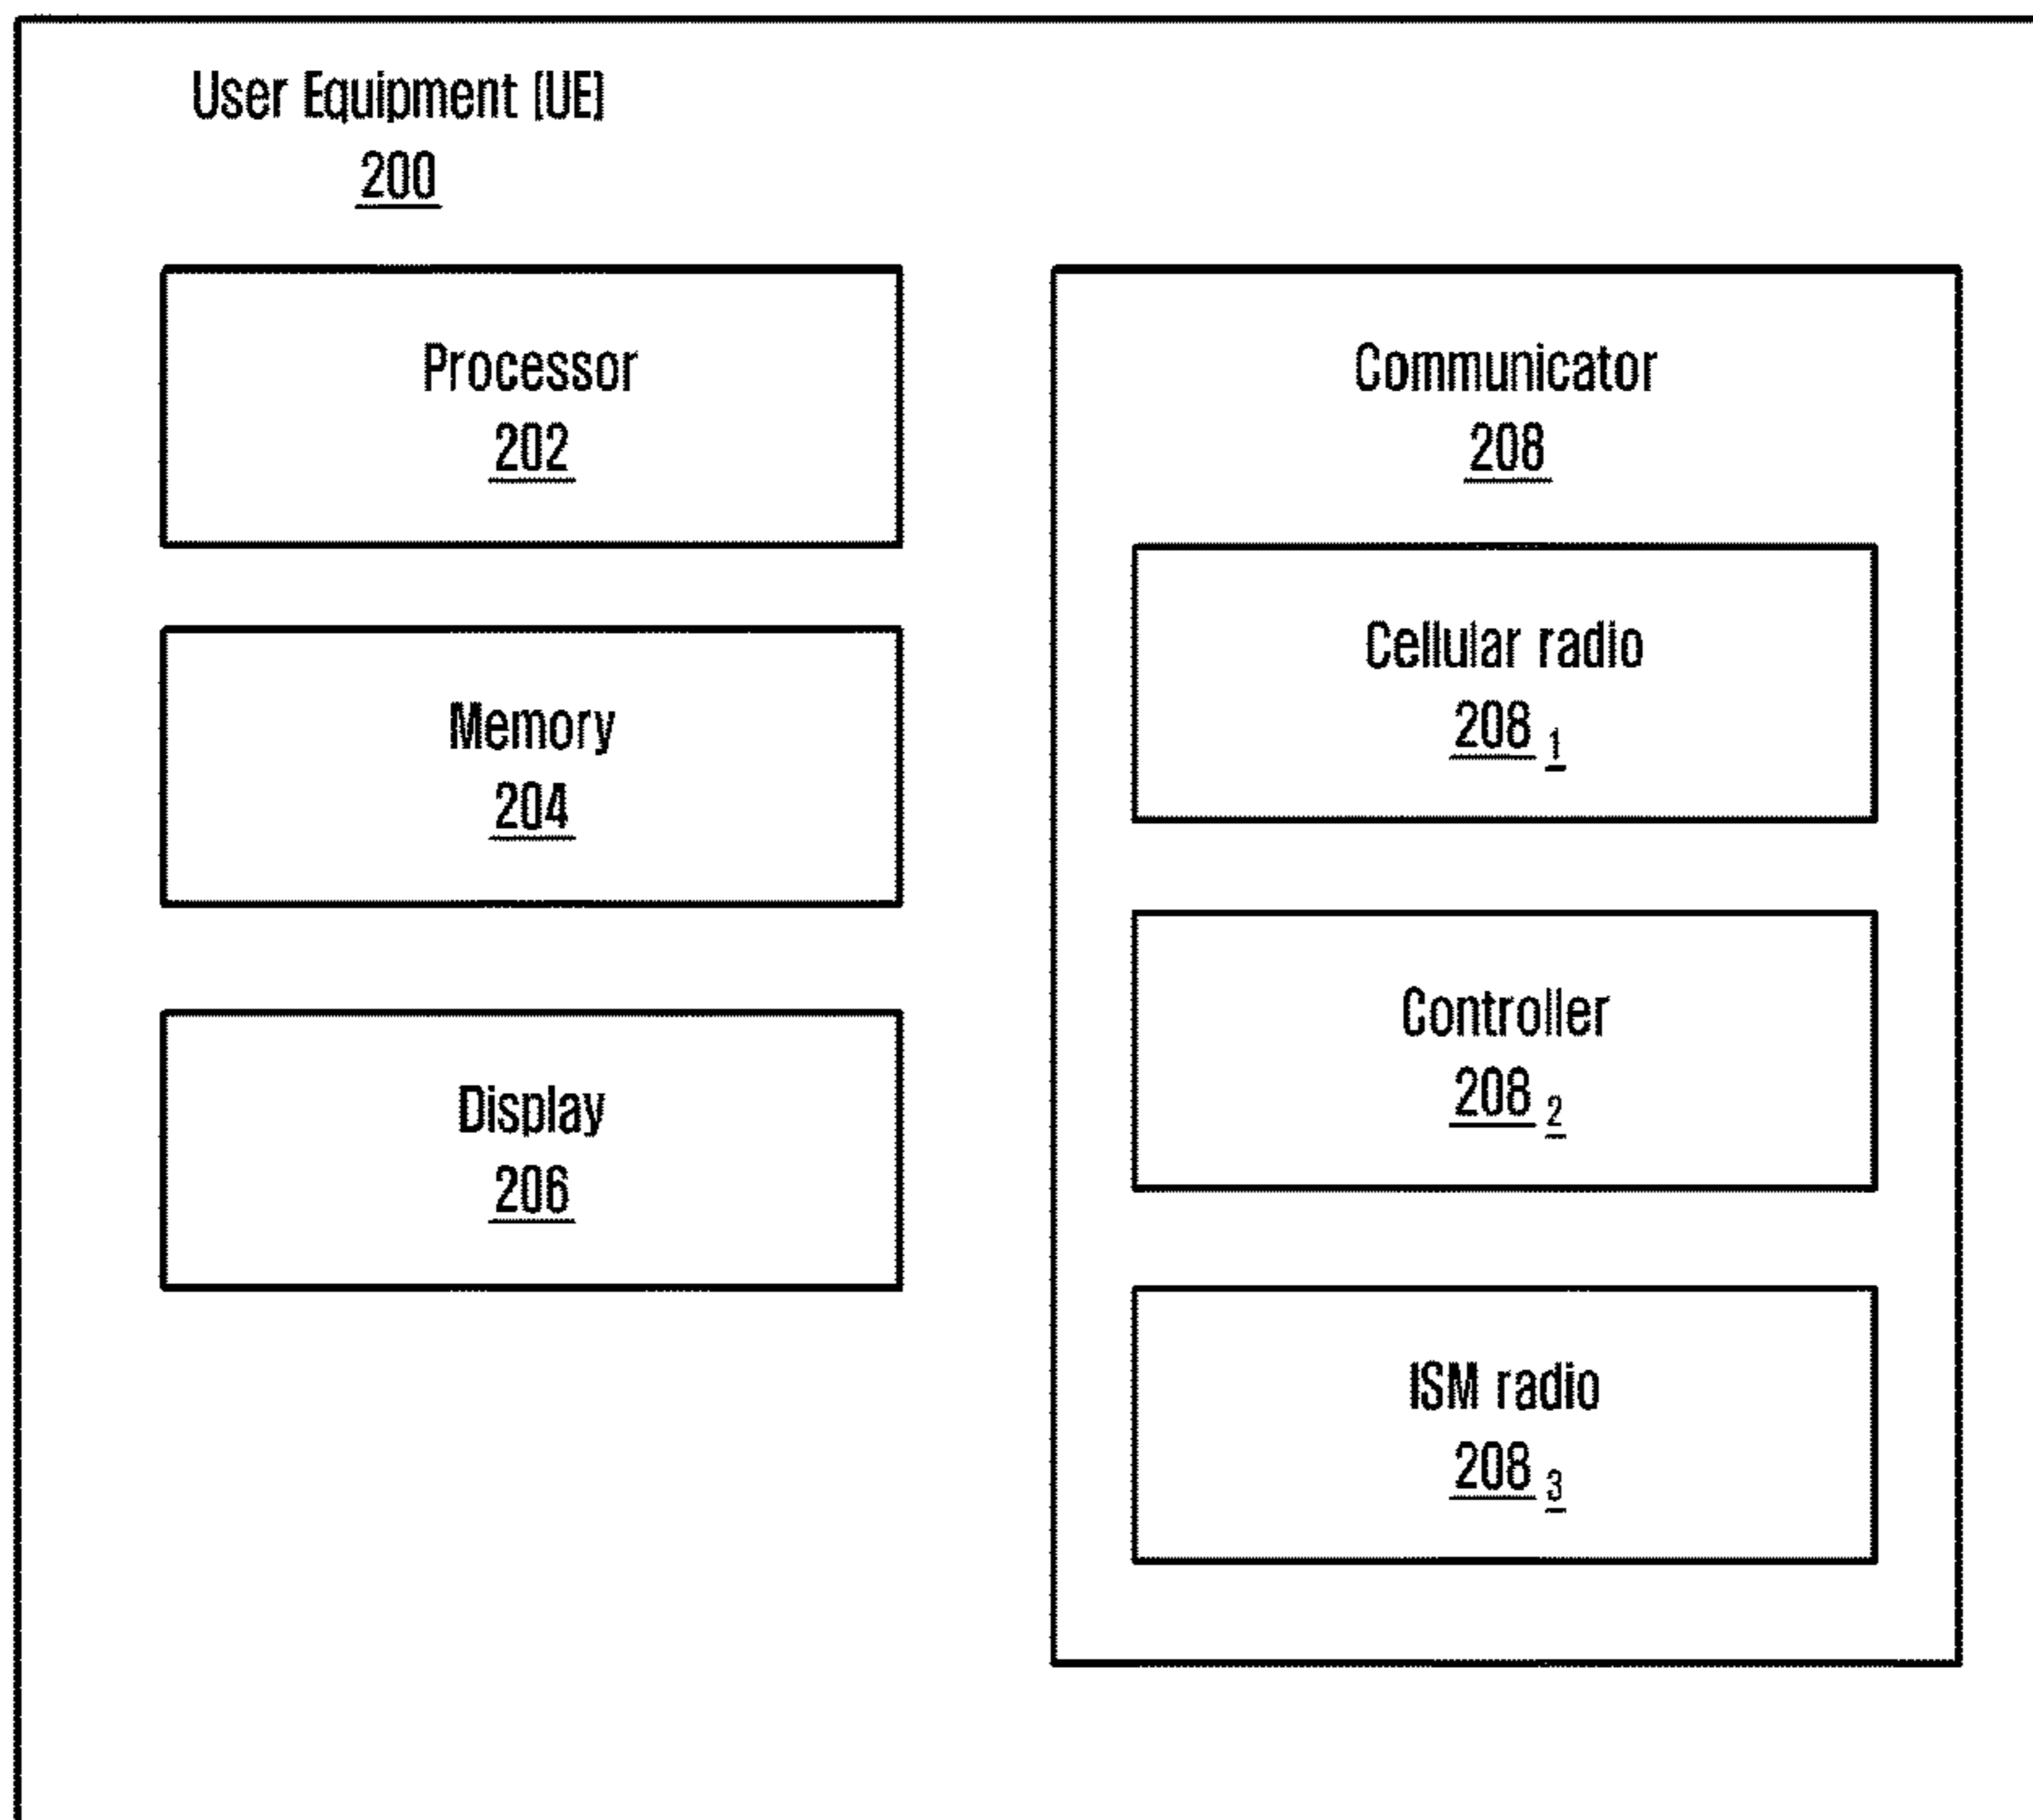 User Equipment (UE)
200
Processor
202
Memory
204
Display
206
Communicator
208
Cellular radio
208 1
Controller
208 2
ISM radio
208 3